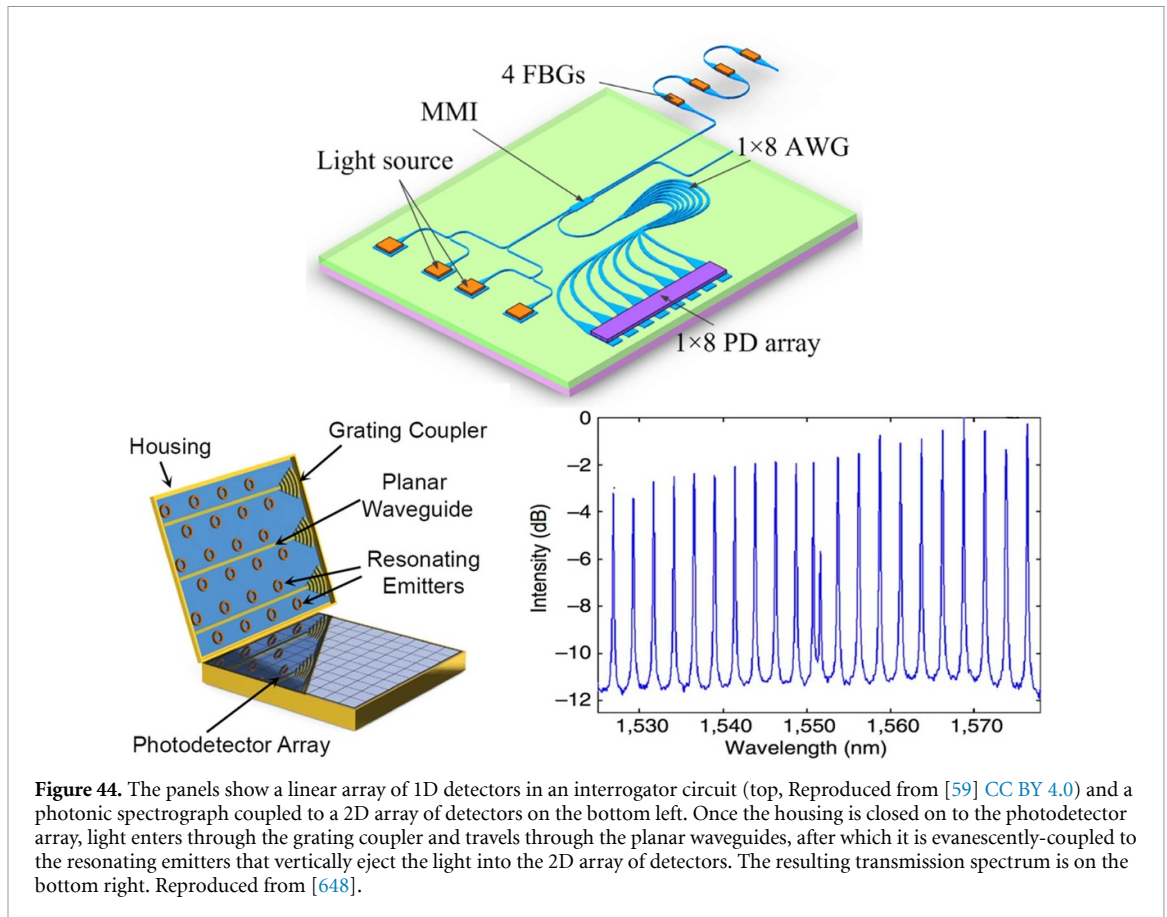 4 FBGs
MMI
1×8 AWG
Light source
1×8 PD array
Housing
Grating Coupler
Planar
Waveguide
Resonating
Emitters
Photodetector Array
0
−2
−4
−6
−8
−10
−12
Intensity (dB)
1,530 1,540 1,550 1,560 1,570
Wavelength (nm)
Figure 44. The panels show a linear array of 1D detectors in an interrogator circuit (top, Reproduced from [59] CC BY 4.0) and a
photonic spectrograph coupled to a 2D array of detectors on the bottom left. Once the housing is closed on to the photodetector
array, light enters through the grating coupler and travels through the planar waveguides, after which it is evanescently-coupled to
the resonating emitters that vertically eject the light into the 2D array of detectors. The resulting transmission spectrum is on the
bottom right. Reproduced from [648].